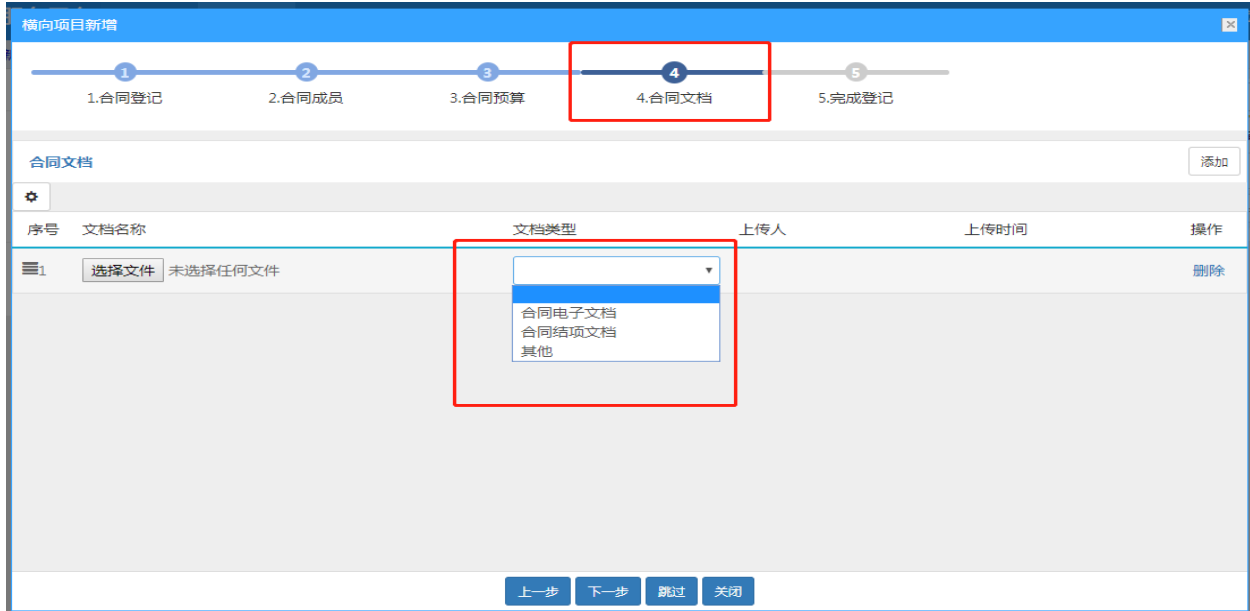 横向项目新增
1 2 3 4 5
1.合同登记 2.合同成员 3.合同预算 4.合同文档 5.完成登记
合同文档 添加
序号 文档名称 文档类型 上传人 上传时间 操作
1 选择文件 未选择任何文件 删除
合同电子文档
合同结项文档
其他
上一步 下一步 跳过 关闭